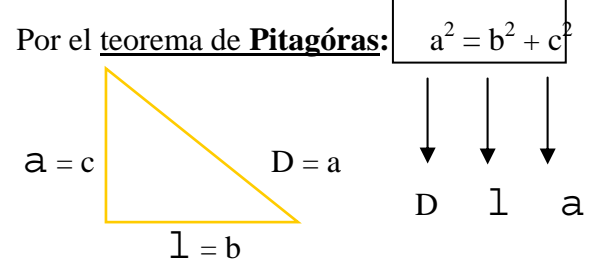 Por el teorema de Pitagóras: a² = b² + c²
a = c
D = a
D l a
l = b